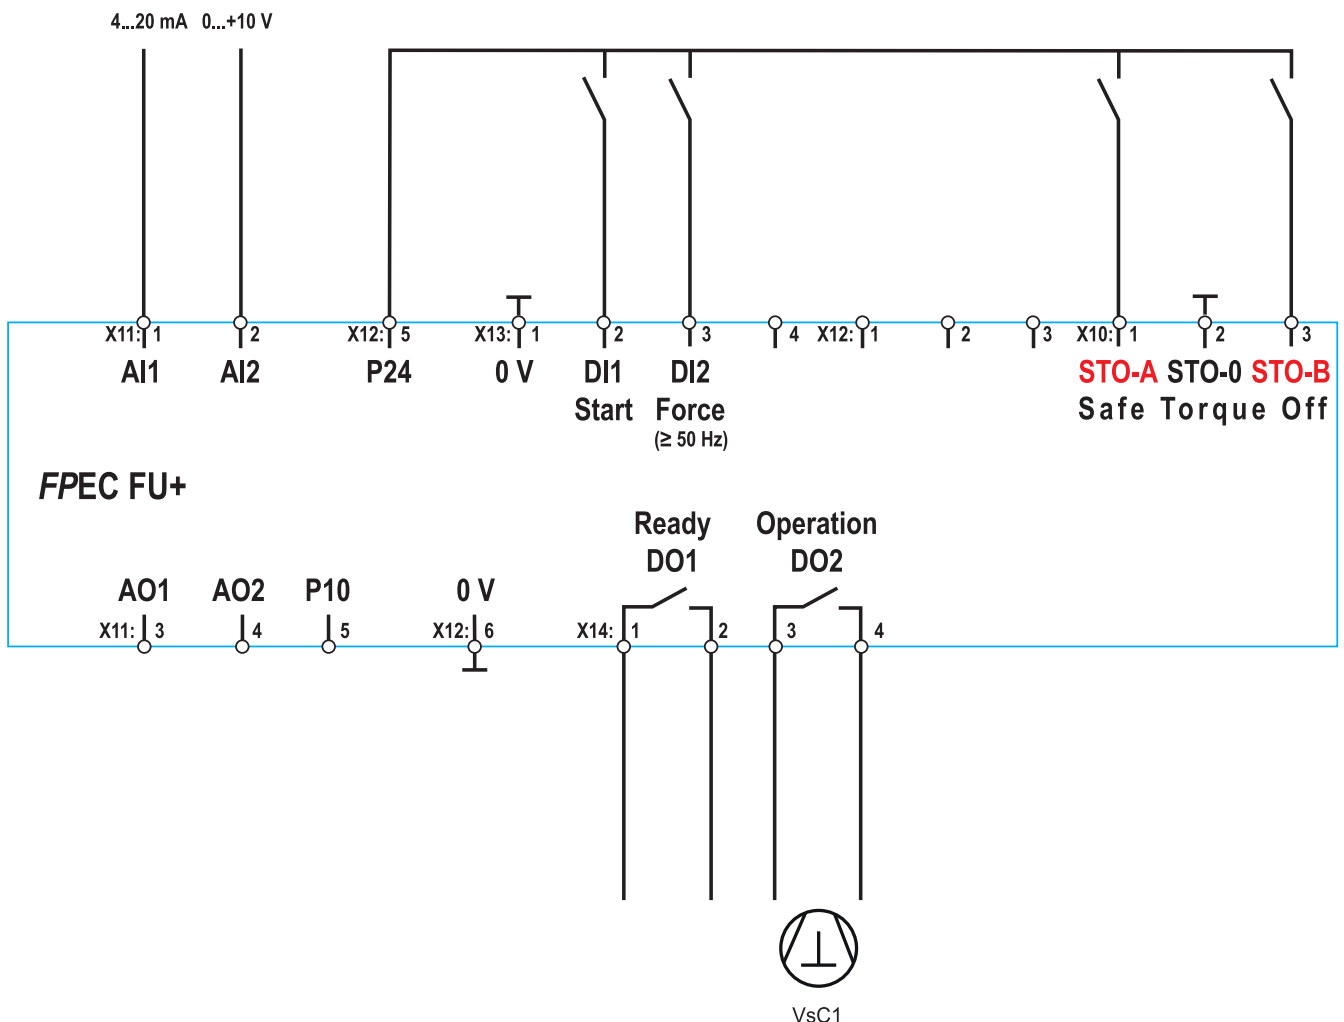 4...20 mA 0...+10 V
X11: 1 2 X12: 5 X13: 1 2 3 4 X12: 1 2 3 X10: 1 2 3
AI1 AI2 P24 0 V DI1 DI2 STO-A STO-0 STO-B
Start Force Safe Torque Off
(≥ 50 Hz)
FPEC FU+
Ready Operation
DO1 DO2
AO1 AO2 P10 0 V
X11: 3 4 5 X12: 6 X14: 1 2 3 4
VsC1